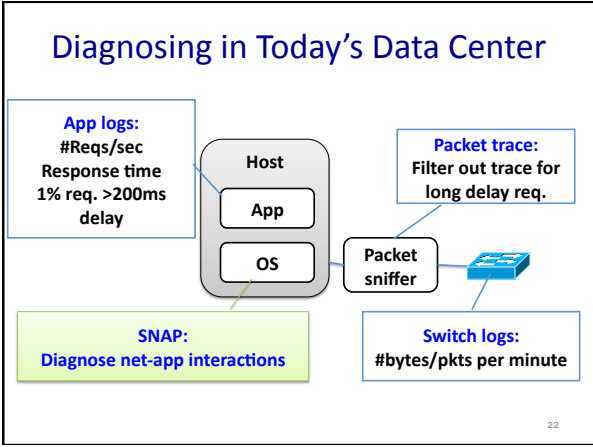 Diagnosing in Today's Data Center
App logs:
#Reqs/sec
Response time
1% req. >200ms
delay
Host
App
OS
Packet trace:
Filter out trace for
long delay req.
Packet
sniffer
SNAP:
Diagnose net-app interactions
Switch logs:
#bytes/pkts per minute
22